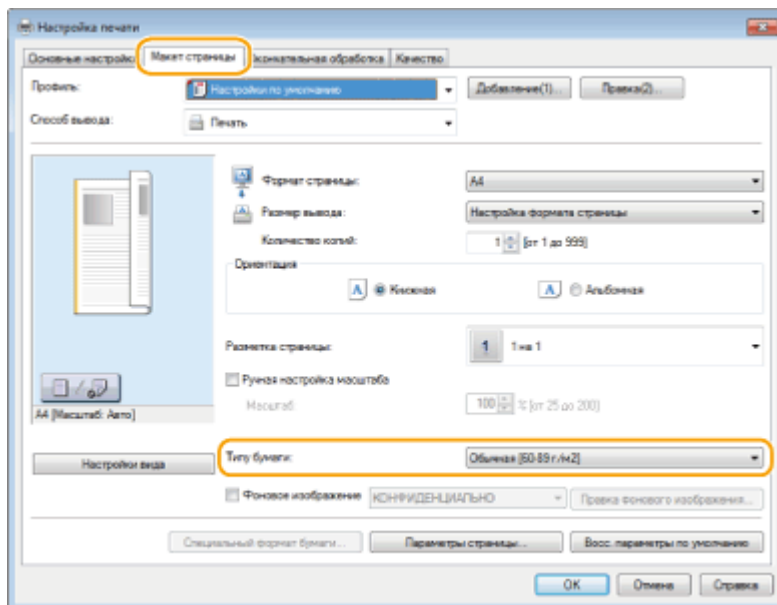 Настройка печати
Основные настройки Макет страницы Окончательная обработка Качество
Профиль: Настройки по умолчанию Добавление(1)... Правка(2)...
Способ вывода: Печать
Формат страницы: A4
Размер вывода: Настройка формата страницы
Количество копий: 1 [от 1 до 999]
Ориентация
A Книжная A Альбомная
Разметка страницы: 1 1 на 1
Ручная настройка масштаба
Масштаб: 100 % [от 25 до 200]
A4 [Масштаб: Авто]
Настройки вида
Типу бумаги: Обычная [60-89 г/м2]
Фоновое изображение КОНФИДЕНЦИАЛЬНО Правка фонового изображения...
Специальный формат бумаги... Параметры страницы... Восс. параметры по умолчанию
OK Отмена Справка